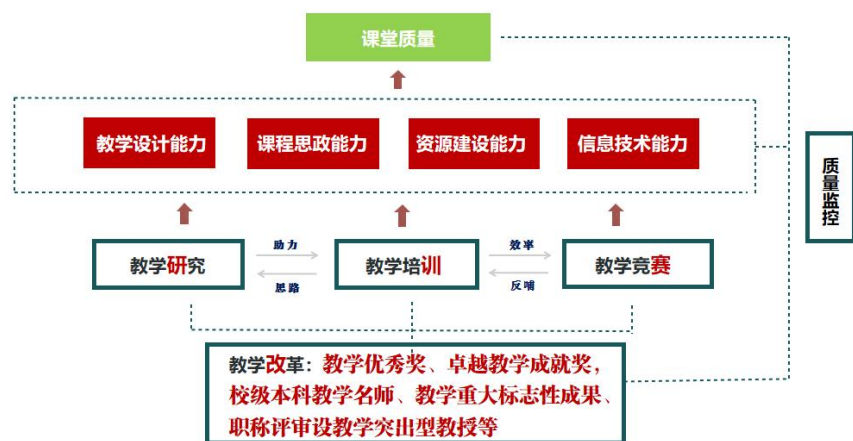 课堂质量
教学设计能力 课程思政能力 资源建设能力 信息技术能力
质量监控
助力 效率
教学研究 教学培训 教学竞赛
思路 反哺
教学改革：教学优秀奖、卓越教学成就奖，
校级本科教学名师、教学重大标志性成果、
职称评审设教学突出型教授等